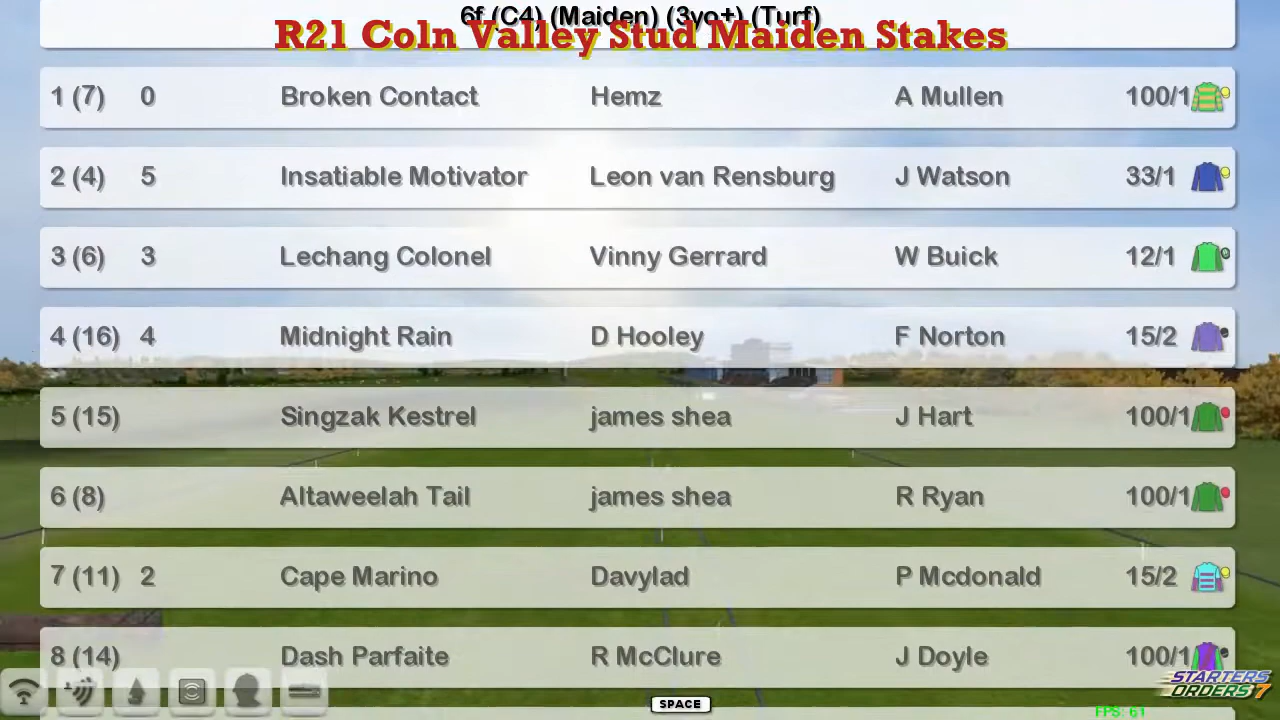 6f (C4) (Maiden) (3yo+) (Turf)
R21 Coln Valley Stud Maiden Stakes
1 (7) 0 Broken Contact Hemz A Mullen 100/1
2 (4) 5 Insatiable Motivator Leon van Rensburg J Watson 33/1
3 (6) 3 Lechang Colonel Vinny Gerrard W Buick 12/1
4 (16) 4 Midnight Rain D Hooley F Norton 15/2
5 (15) Singzak Kestrel james shea J Hart 100/1
6 (8) Altaweelah Tail james shea R Ryan 100/1
7 (11) 2 Cape Marino Davylad P Mcdonald 15/2
8 (14) Dash Parfaite R McClure J Doyle 100/1
STARTERS
ORDERS 7
SPACE
FPS: 61